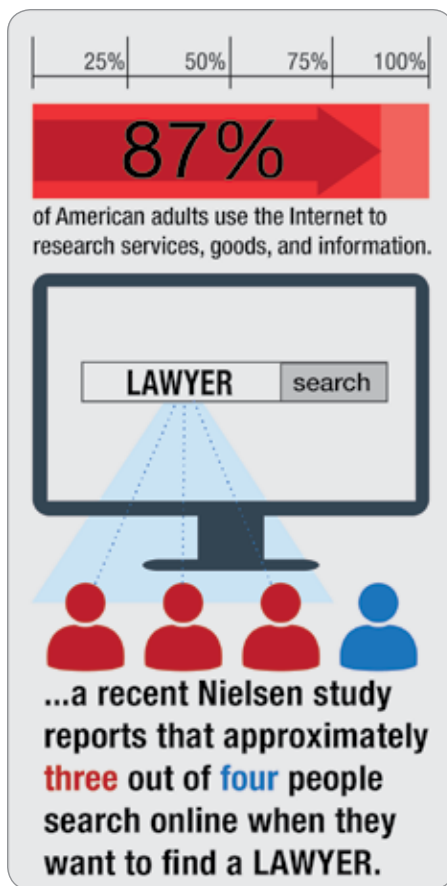 25% 50% 75% 100%
87%
of American adults use the Internet to
research services, goods, and information.
LAWYER search
...a recent Nielsen study
reports that approximately
three out of four people
search online when they
want to find a LAWYER.